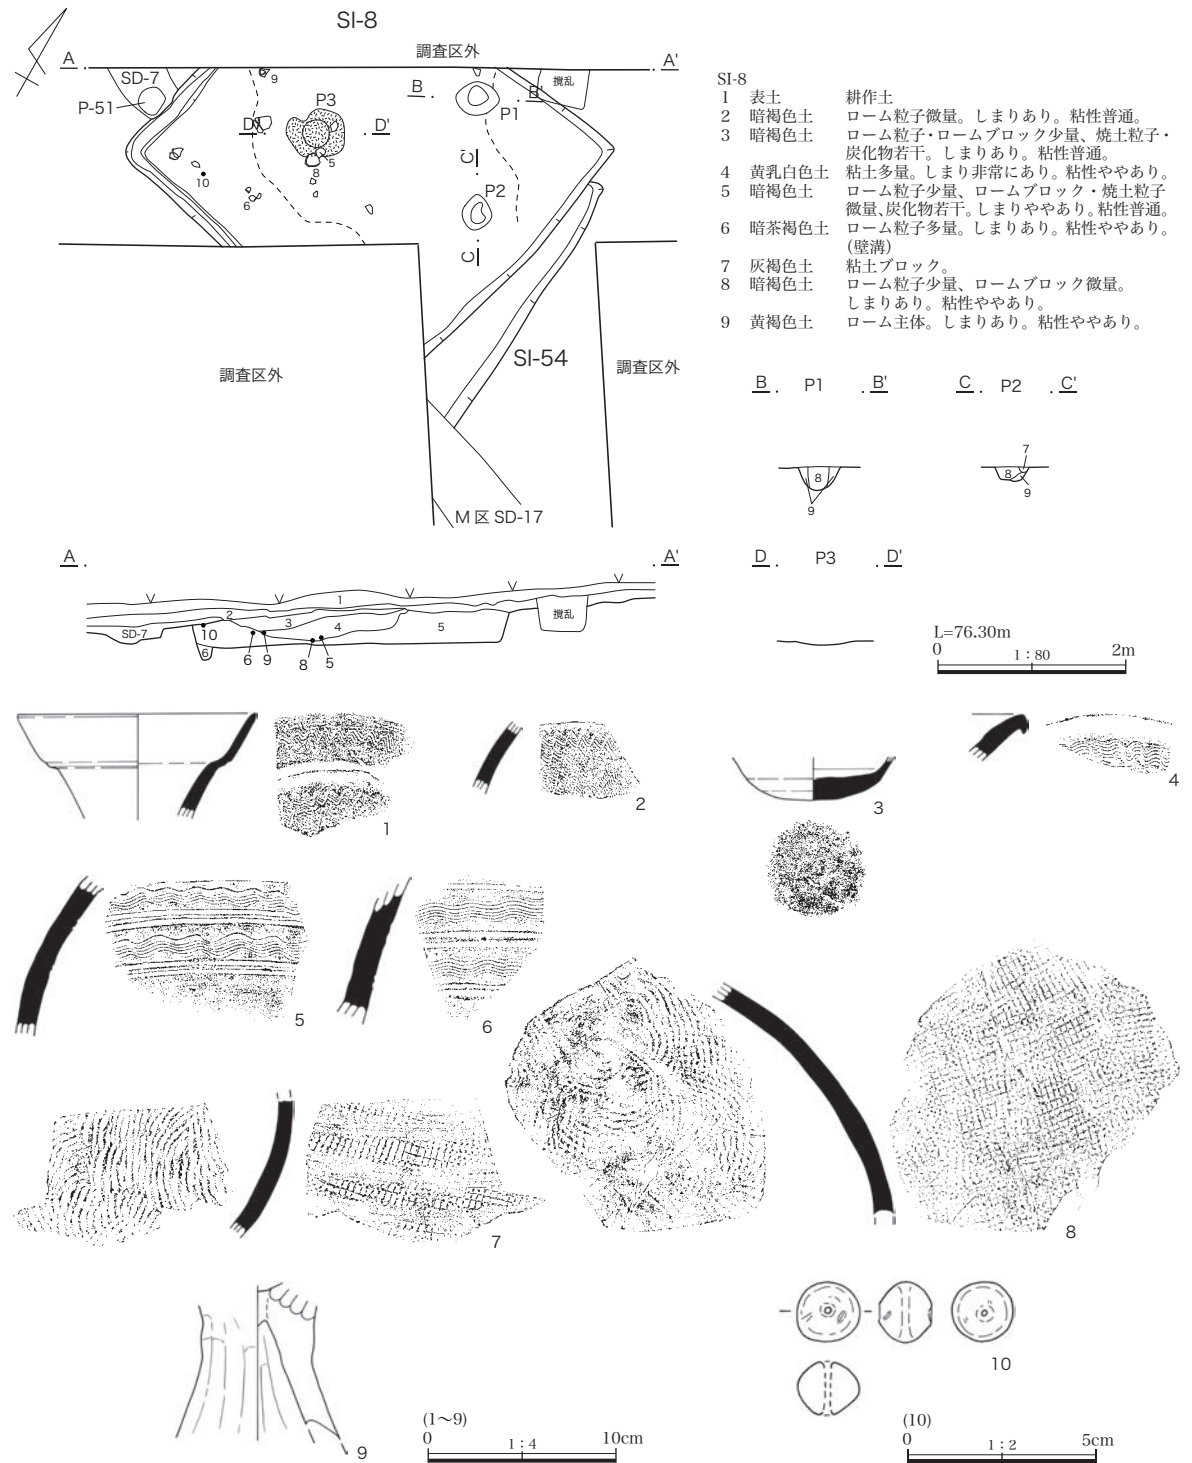 SI-8
調査区外
A
A'
SD-7
P-51
9
B
B'
撹乱
P1
P3
D
D'
5
8
10
6
C'
P2
C
調査区外
SI-54
調査区外
M区 SD-17
SI-8
1 表土 耕作土
2 暗褐色土 ローム粒子微量。しまりあり。粘性普通。
3 暗褐色土 ローム粒子・ロームブロック少量、焼土粒子・
炭化物若干。しまりあり。粘性普通。
4 黄乳白色土 粘土多量。しまり非常にあり。粘性ややあり。
5 暗褐色土 ローム粒子少量、ロームブロック・焼土粒子
微量、炭化物若干。しまりややあり。粘性普通。
6 暗茶褐色土 ローム粒子多量。しまりあり。粘性ややあり。
(壁溝)
7 灰褐色土 粘土ブロック。
8 暗褐色土 ローム粒子少量、ロームブロック微量。
しまりあり。粘性ややあり。
9 黄褐色土 ローム主体。しまりあり。粘性ややあり。
B P1 B'
C P2 C'
8
9
7
8
9
A A'
1
2
3
4
5
SD-7
10
6
6 9 8 5
撹乱
D P3 D'
L=76.30m
0 1:80 2m
1
2
3
4
5
6
7
8
9
10
(1〜9)
0 1:4 10cm
(10)
0 1:2 5cm